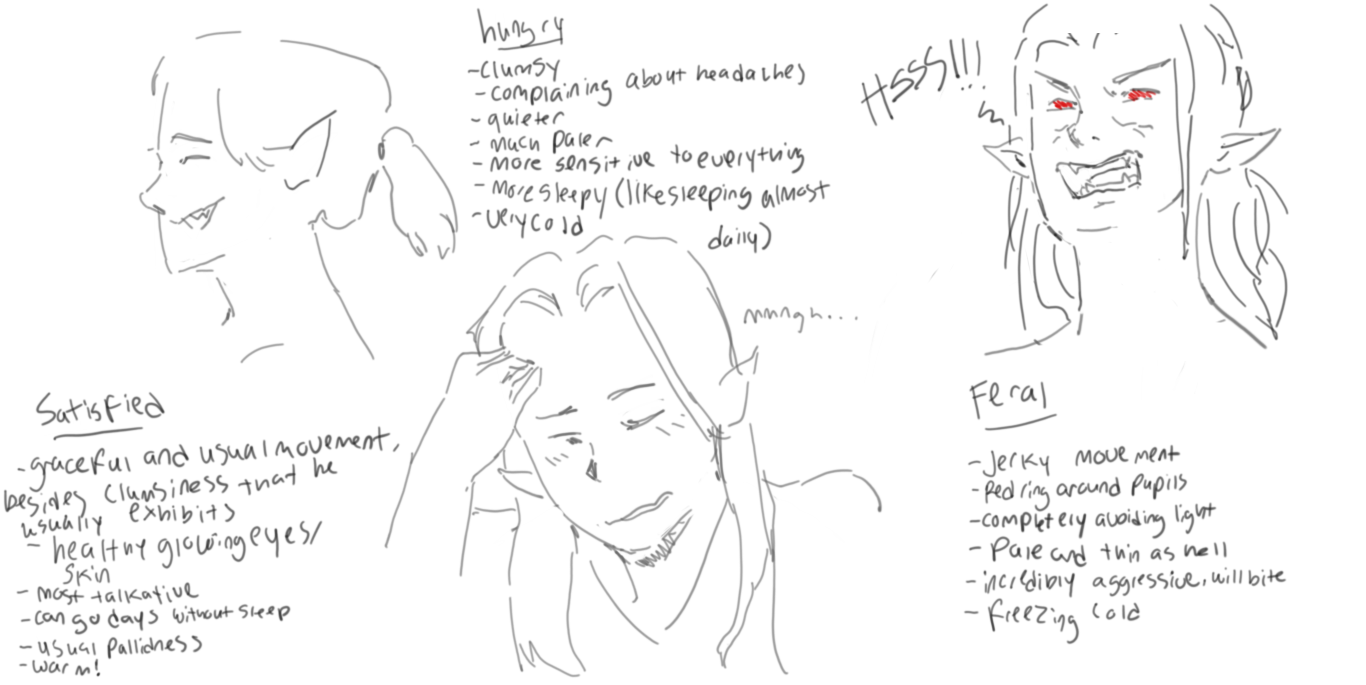 hungry
-clumsy
-complaining about headaches
-quieter
-much paler
-more sensitive to everything
-more sleepy (like sleeping almost
daily)
-very cold
HSSS!!!
mmngh...
Satisfied
-graceful and usual movement,
besides clumsiness that he
usually exhibits
-healthy glowing eyes/
skin
-most talkative
-can go days without sleep
-usual pallidness
-warm!
Feral
-Jerky movement
-Red ring around pupils
-completely avoiding light
-Pale and thin as hell
-incredibly aggressive, will bite
-freezing cold